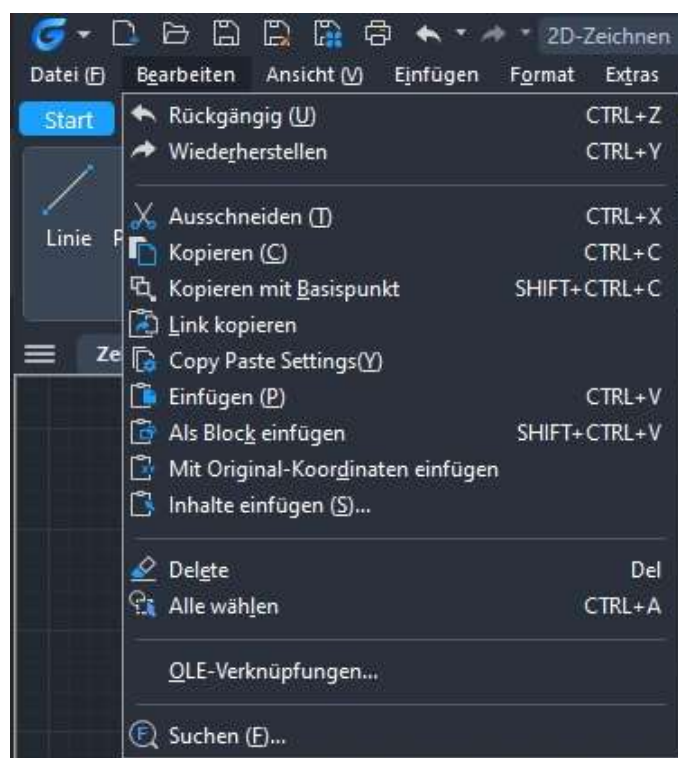 2D-Zeichnen
Datei (F) Bearbeiten Ansicht (V) Einfügen Format Extras
Start
Rückgängig (U) CTRL+Z
Wiederherstellen CTRL+Y
Ausschneiden (T) CTRL+X
Linie
Kopieren (C) CTRL+C
Kopieren mit Basispunkt SHIFT+CTRL+C
Link kopieren
Copy Paste Settings(Y)
Einfügen (P) CTRL+V
Als Block einfügen SHIFT+CTRL+V
Mit Original-Koordinaten einfügen
Inhalte einfügen (S)...
Delete Del
Alle wählen CTRL+A
OLE-Verknüpfungen...
Suchen (F)...